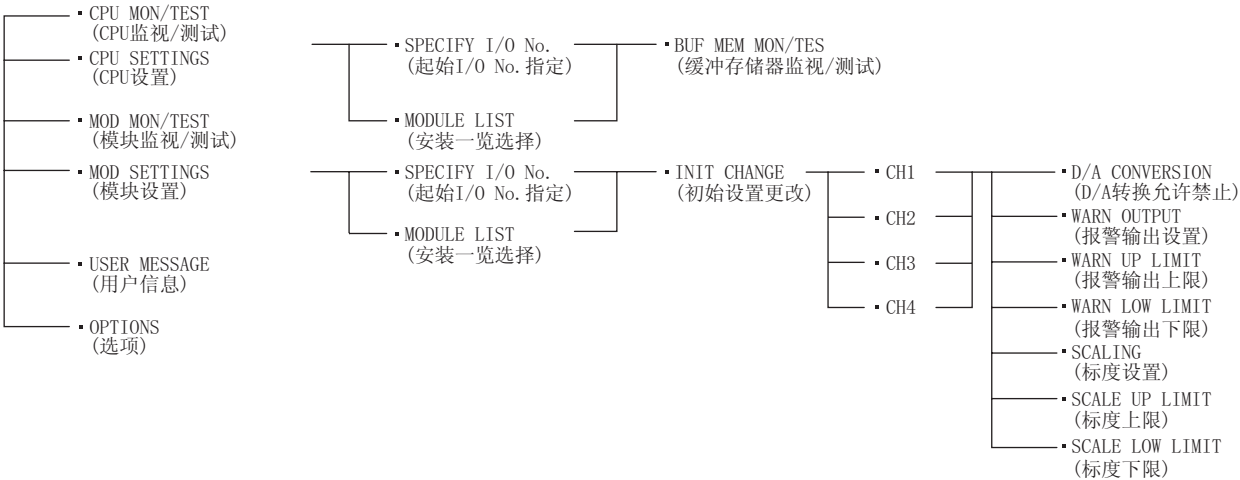 CPU MON/TEST
(CPU监视/测试)
CPU SETTINGS
(CPU设置)
MOD MON/TEST
(模块监视/测试)
MOD SETTINGS
(模块设置)
USER MESSAGE
(用户信息)
OPTIONS
(选项)
SPECIFY I/O No.
(起始I/O No.指定)
MODULE LIST
(安装一览选择)
SPECIFY I/O No.
(起始I/O No.指定)
MODULE LIST
(安装一览选择)
BUF MEM MON/TES
(缓冲存储器监视/测试)
INIT CHANGE
(初始设置更改)
CH1
CH2
CH3
CH4
D/A CONVERSION
(D/A转换允许禁止)
WARN OUTPUT
(报警输出设置)
WARN UP LIMIT
(报警输出上限)
WARN LOW LIMIT
(报警输出下限)
SCALING
(标度设置)
SCALE UP LIMIT
(标度上限)
SCALE LOW LIMIT
(标度下限)